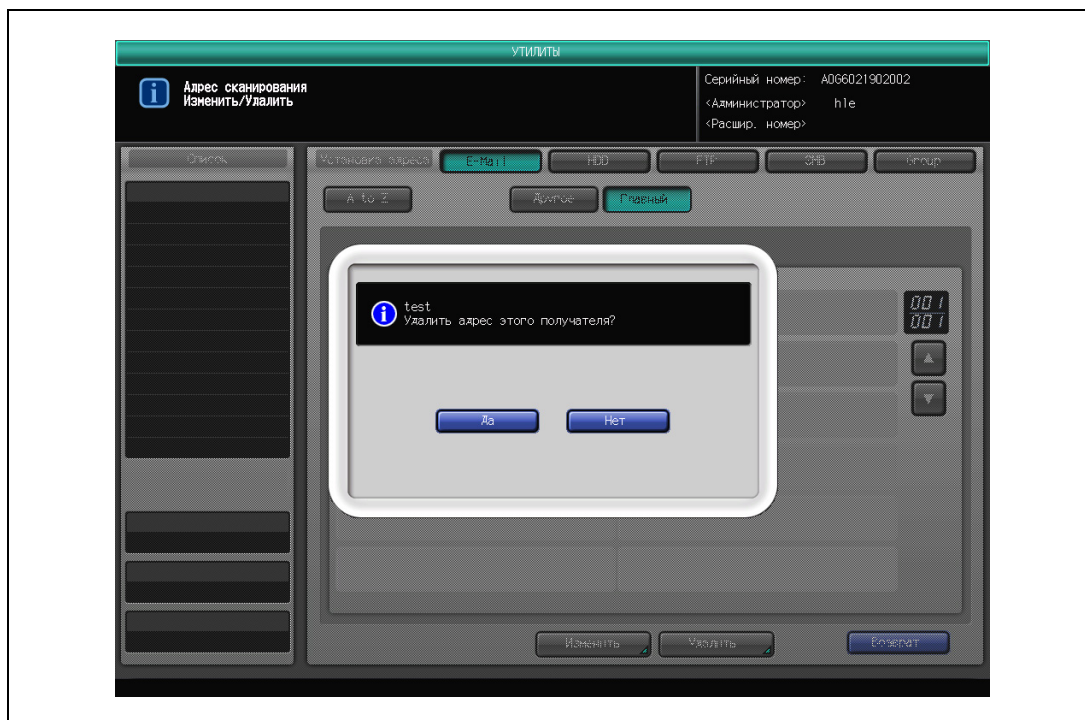 УТИЛИТЫ
Адрес сканирования
Изменить/Удалить
Серийный номер: A0G6021902002
<Администратор> hle
<Расшир. номер>
Список
Установка адреса E-Mail HDD FTP SMB Group
A to Z Другое Главный
test
Удалить адрес этого получателя?
001
001
Да Нет
Изменить Удалить Возврат